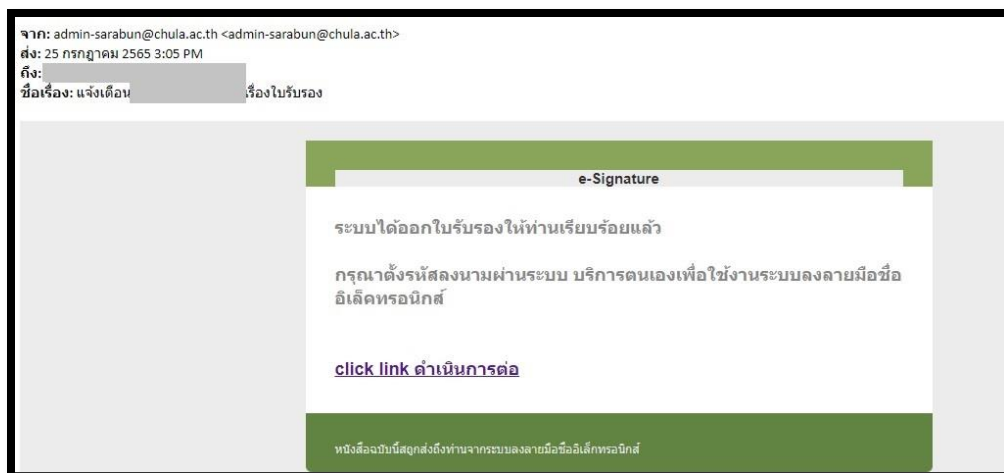 จาก: admin-sarabun@chula.ac.th <admin-sarabun@chula.ac.th>
ส่ง: 25 กรกฎาคม 2565 3:05 PM
ถึง:
ชื่อเรื่อง: แจ้งเตือน เรื่องใบรับรอง
e-Signature
ระบบได้ออกใบรับรองให้ท่านเรียบร้อยแล้ว
กรุณาตั้งรหัสลงนามผ่านระบบ บริการตนเองเพื่อใช้งานระบบลงลายมือชื่อ
อิเล็คทรอนิกส์
click link ดำเนินการต่อ
หนังสือฉบับนี้สถูกส่งถึงท่านจากระบบลงลายมือชื่ออิเล็กทรอนิกส์